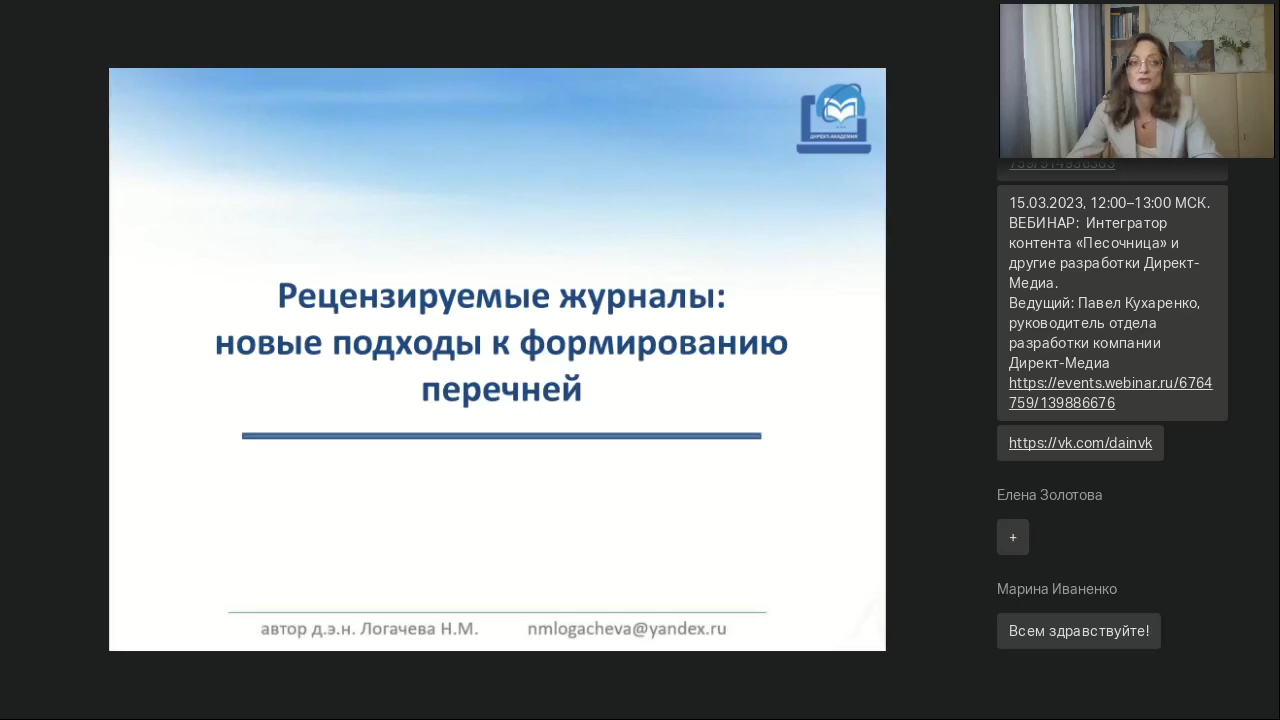 ДИРЕКТ-АКАДЕМИЯ
Рецензируемые журналы:
новые подходы к формированию
перечней
автор д.э.н. Логачева Н.М. nmlogacheva@yandex.ru
15.03.2023, 12:00–13:00 МСК.
ВЕБИНАР: Интегратор
контента «Песочница» и
другие разработки Директ-
Медиа.
Ведущий: Павел Кухаренко,
руководитель отдела
разработки компании
Директ-Медиа
https://events.webinar.ru/6764
759/139886676
https://vk.com/dainvk
Елена Золотова
+
Марина Иваненко
Всем здравствуйте!